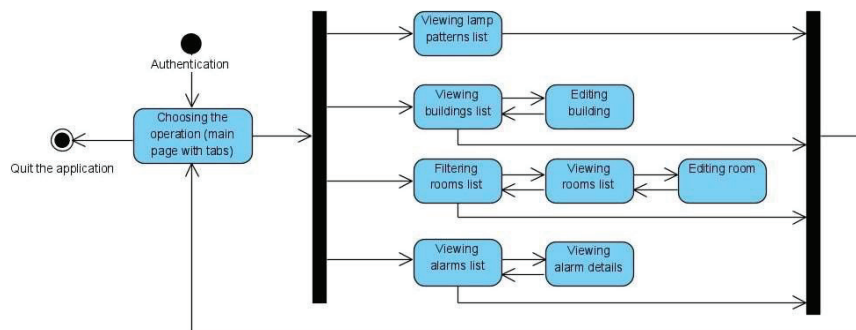 Authentication
Choosing the
operation (main
page with tabs)
Quit the application
Viewing lamp
patterns list
Viewing
buildings list
Editing
building
Filtering
rooms list
Viewing
rooms list
Editing room
Viewing
alarms list
Viewing
alarm details